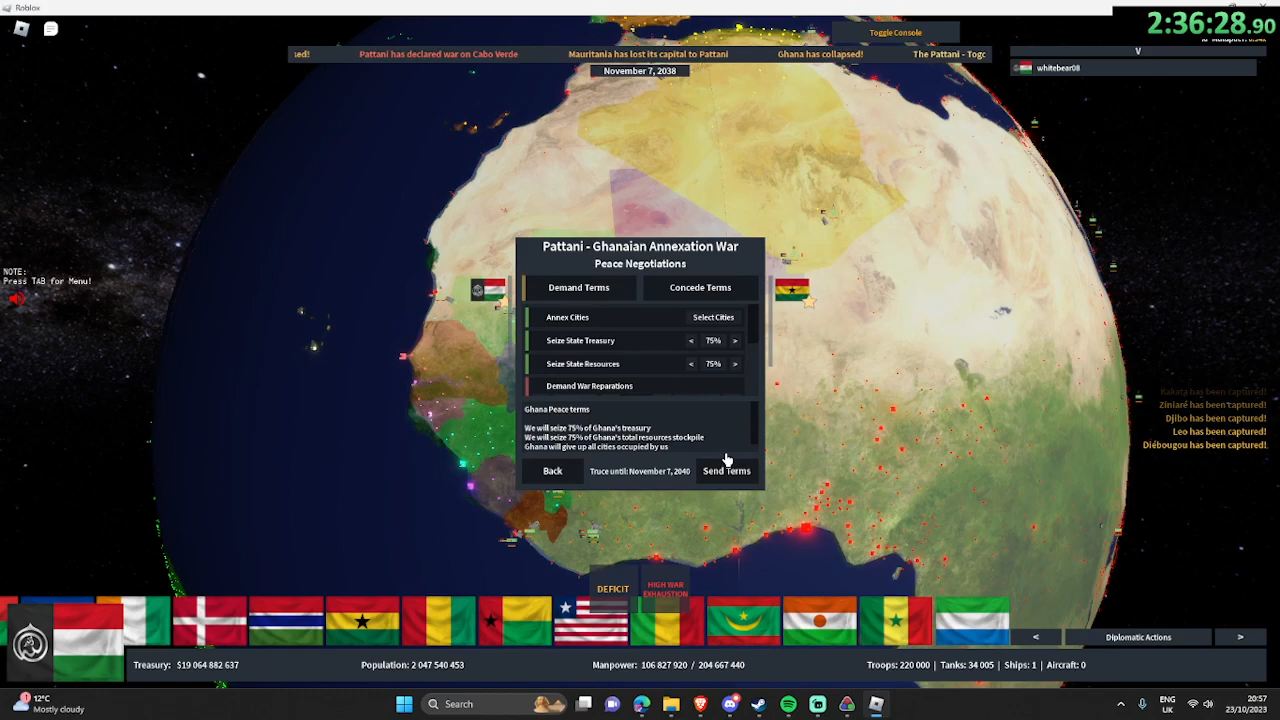 Roblox
2:36:28.90
Toggle Console
sed!
Pattani has declared war on Cabo Verde
Mauritania has lost its capital to Pattani
Ghana has collapsed!
The Pattani - Togo
November 7, 2038
V
whitebear08
NOTE:
Press TAB for Menu!
Pattani - Ghanaian Annexation War
Peace Negotiations
Demand Terms
Concede Terms
Annex Cities
Select Cities
Seize State Treasury
< 75% >
Seize State Resources
< 75% >
Demand War Reparations
Ghana Peace terms
We will seize 75% of Ghana's treasury
We will seize 75% of Ghana's total resources stockpile
Ghana will give up all cities occupied by us
Back
Truce until: November 7, 2040
Send Terms
Kakata has been captured!
Ziniaré has been captured!
Djibo has been captured!
Leo has been captured!
Diébougou has been captured!
DEFICIT
HIGH WAR
EXHAUSTION
<
Diplomatic Actions
>
Treasury: $19 064 882 637
Population: 2 047 540 453
Manpower: 106 827 920 / 204 667 440
Troops: 220 000 | Tanks: 34 005 | Ships: 1 | Aircraft: 0
1
12°C
Mostly cloudy
Search
ENG
UK
20:57
23/10/2023